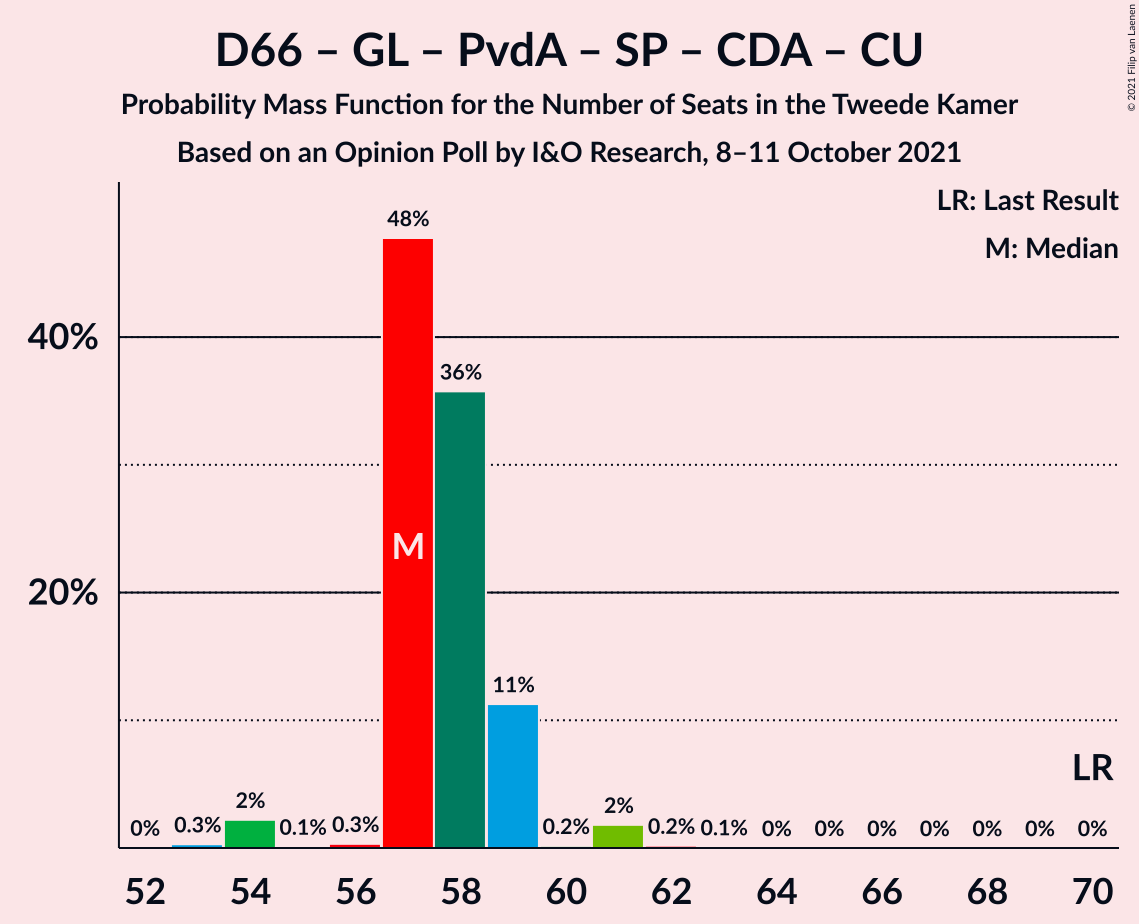 D66 – GL – PvdA – SP – CDA – CU
Probability Mass Function for the Number of Seats in the Tweede Kamer
Based on an Opinion Poll by I&O Research, 8–11 October 2021
© 2021 Filip van Laenen
LR: Last Result
M: Median
40%
20%
0%
0.3%
2%
0.1%
0.3%
48%
M
36%
11%
0.2%
2%
0.2%
0.1%
0%
0%
0%
0%
0%
0%
0%
LR
52 54 56 58 60 62 64 66 68 70